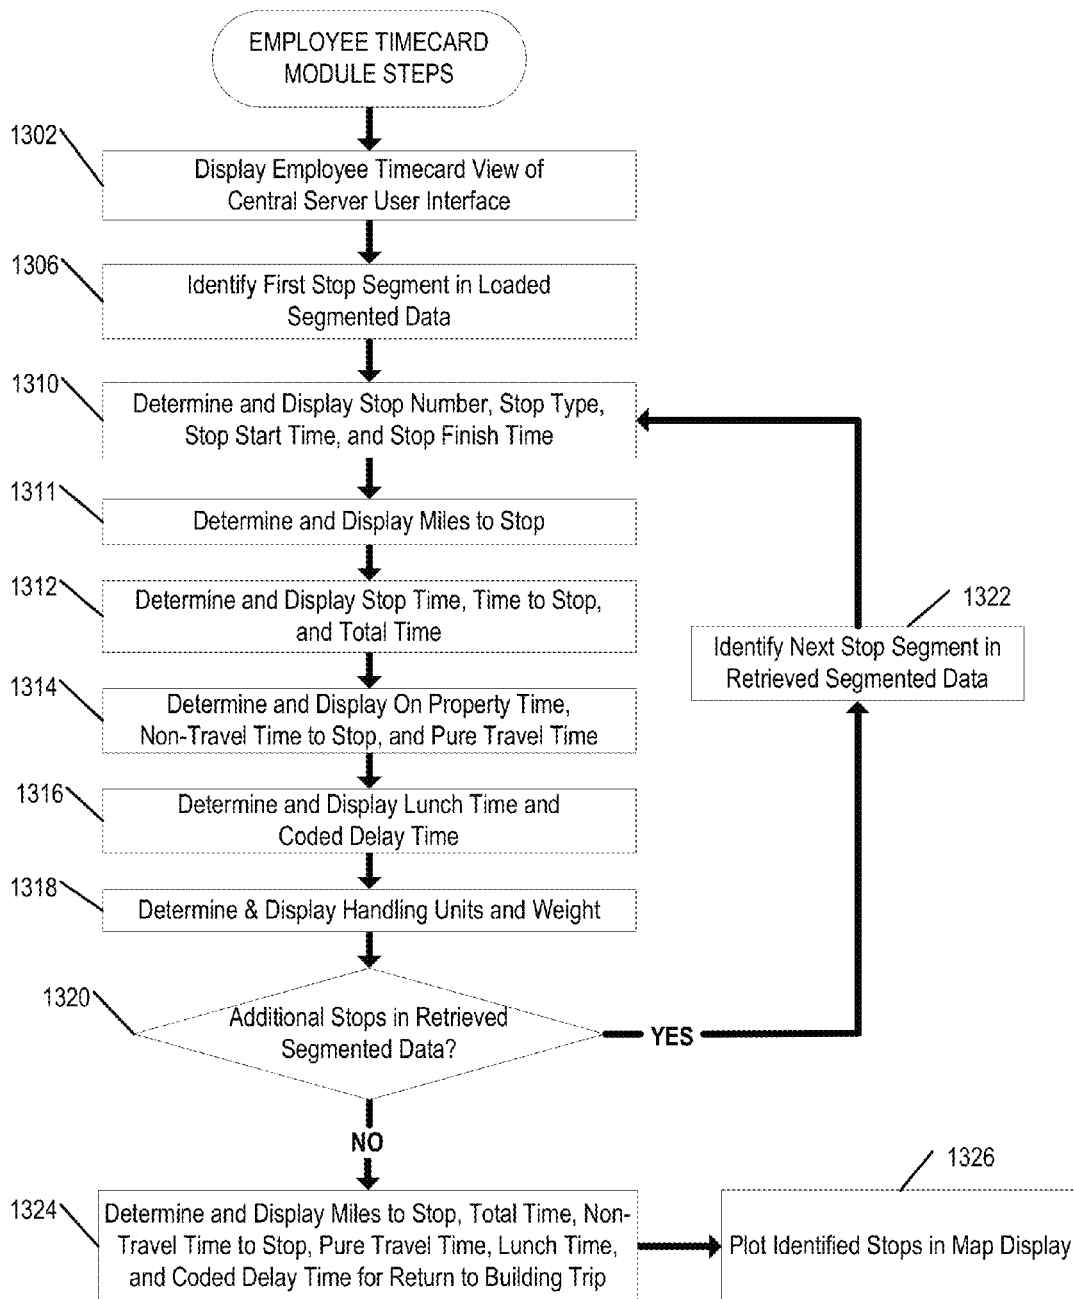 EMPLOYEE TIMECARD
MODULE STEPS
1302
Display Employee Timecard View of
Central Server User Interface
1306
Identify First Stop Segment in Loaded
Segmented Data
1310
Determine and Display Stop Number, Stop Type,
Stop Start Time, and Stop Finish Time
1311
Determine and Display Miles to Stop
1312
Determine and Display Stop Time, Time to Stop,
and Total Time
1322
Identify Next Stop Segment in
Retrieved Segmented Data
1314
Determine and Display On Property Time,
Non-Travel Time to Stop, and Pure Travel Time
1316
Determine and Display Lunch Time and
Coded Delay Time
1318
Determine & Display Handling Units and Weight
1320
Additional Stops in Retrieved
Segmented Data?
YES
NO
1324
Determine and Display Miles to Stop, Total Time, Non-
Travel Time to Stop, Pure Travel Time, Lunch Time,
and Coded Delay Time for Return to Building Trip
1326
Plot Identified Stops in Map Display